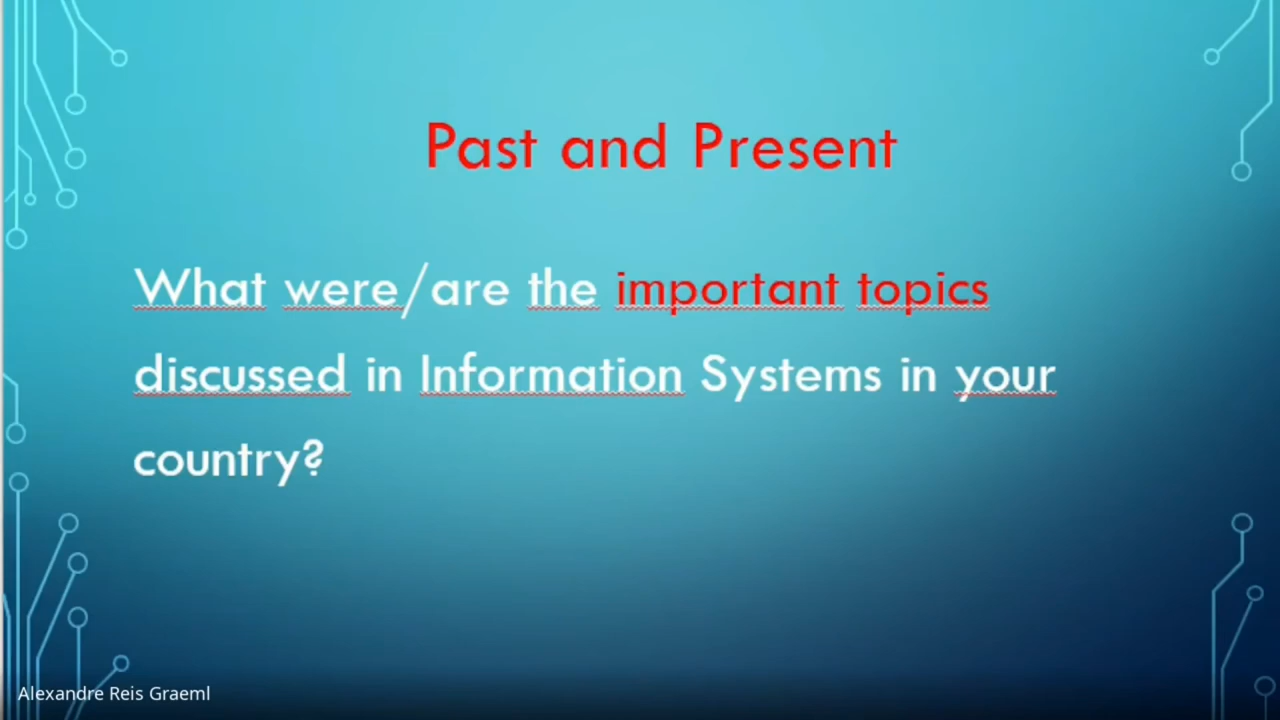 Past and Present
What were/are the important topics
discussed in Information Systems in your
country?
Alexandre Reis Graeml